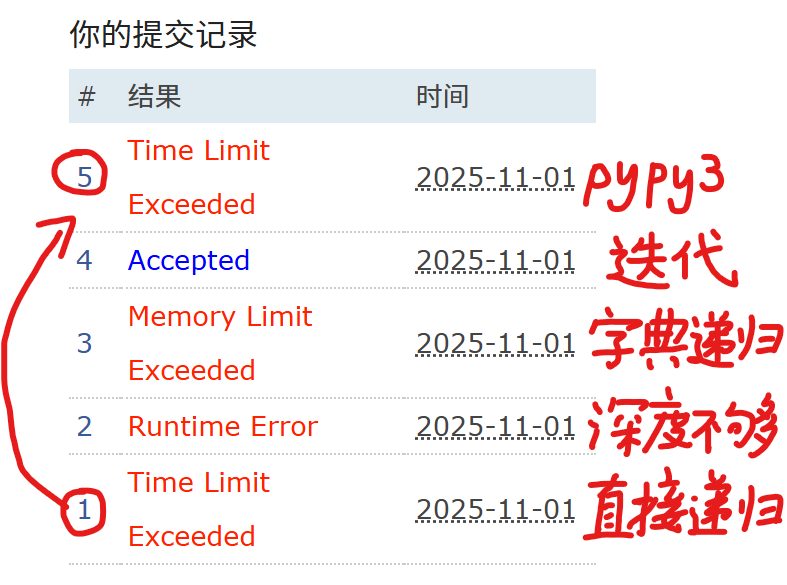 你的提交记录
# 结果 时间
5 Time Limit Exceeded 2025-11-01 pypy3
4 Accepted 2025-11-01 迭代
3 Memory Limit Exceeded 2025-11-01 字典递归
2 Runtime Error 2025-11-01 深度不够
1 Time Limit Exceeded 2025-11-01 直接递归